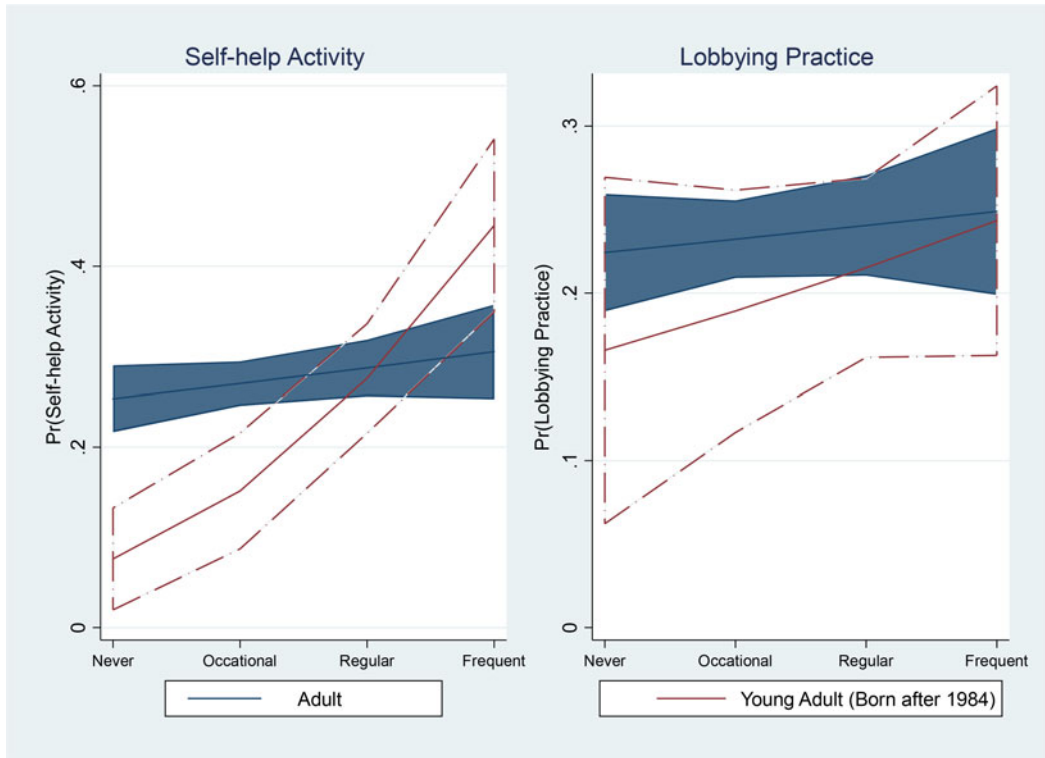 Self-help Activity
Pr(Self-help Activity)
.6
.4
.2
0
Never Occational Regular Frequent
Adult
Lobbying Practice
Pr(Lobbying Practice)
.3
.2
.1
0
Never Occational Regular Frequent
Young Adult (Born after 1984)